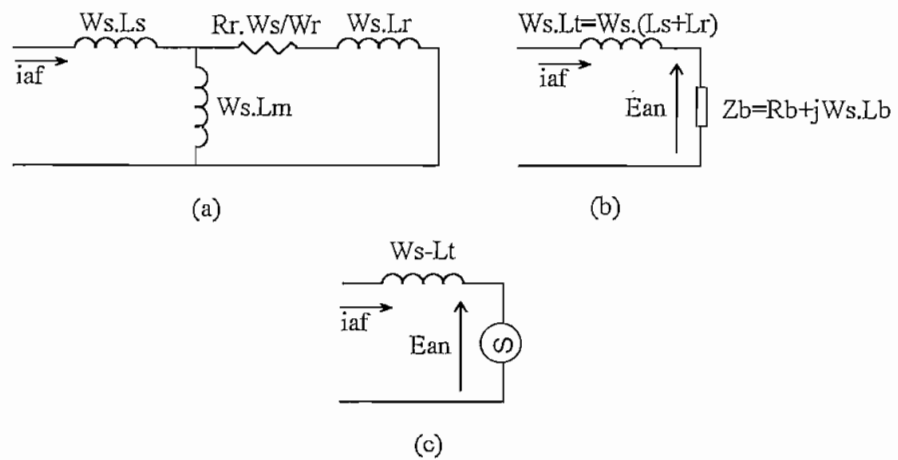 Ws.Ls
Rr.Ws/Wr
Ws.Lr
iaf
Ws.Lm
(a)
Ws.Lt=Ws.(Ls+Lr)
iaf
Ean
Zb=Rb+jWs.Lb
(b)
Ws-Lt
iaf
Ean
S
(c)